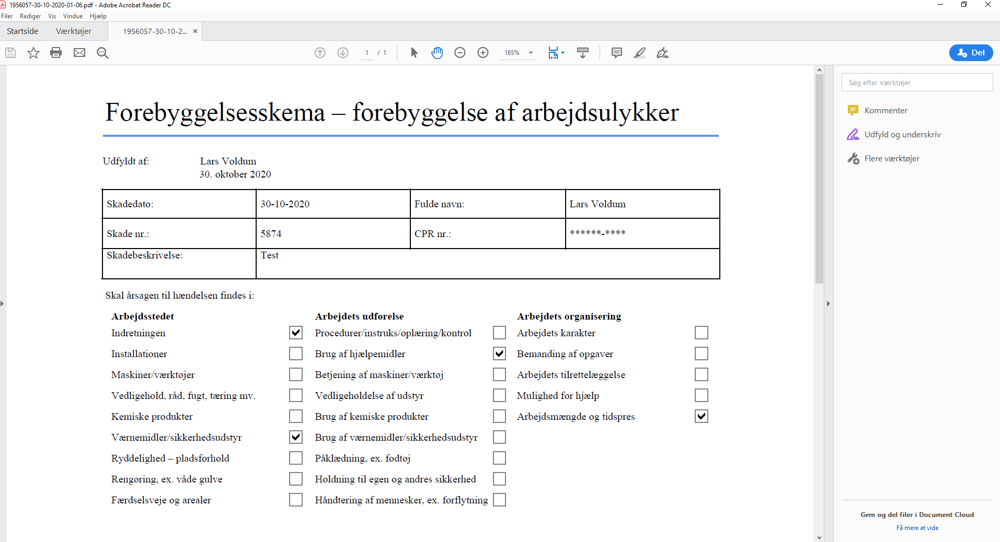 1956057-30-10-2020-01-06.pdf - Adobe Acrobat Reader DC
Filer Rediger Vis Vindue Hjælp
Startside Værktøjer 1956057-30-10-2... ×
1 / 1 165% Del
Søg efter værktøjer
Kommenter
Udfyld og underskriv
Flere værktøjer
Forebyggelsesskema – forebyggelse af arbejdsulykker
Udfyldt af: Lars Voldum
30. oktober 2020
Skadedato: 30-10-2020 Fulde navn: Lars Voldum
Skade nr.: 5874 CPR nr.: ******-****
Skadebeskrivelse: Test
Skal årsagen til hændelsen findes i:
Arbejdsstedet Arbejdets udførelse Arbejdets organisering
Indretningen Procedurer/instruks/oplæring/kontrol Arbejdets karakter
Installationer Brug af hjælpemidler Bemanding af opgaver
Maskiner/værktøjer Betjening af maskiner/værktøj Arbejdets tilrettelæggelse
Vedligehold, råd, fugt, tæring mv. Vedligeholdelse af udstyr Mulighed for hjælp
Kemiske produkter Brug af kemiske produkter Arbejdsmængde og tidspres
Værnemidler/sikkerhedsudstyr Brug af værnemidler/sikkerhedsudstyr
Ryddelighed – pladsforhold Påklædning, ex. fodtøj
Rengøring, ex. våde gulve Holdning til egen og andres sikkerhed
Færdselsveje og arealer Håndtering af mennesker, ex. forflytning
Gem og del filer i Document Cloud
Få mere at vide